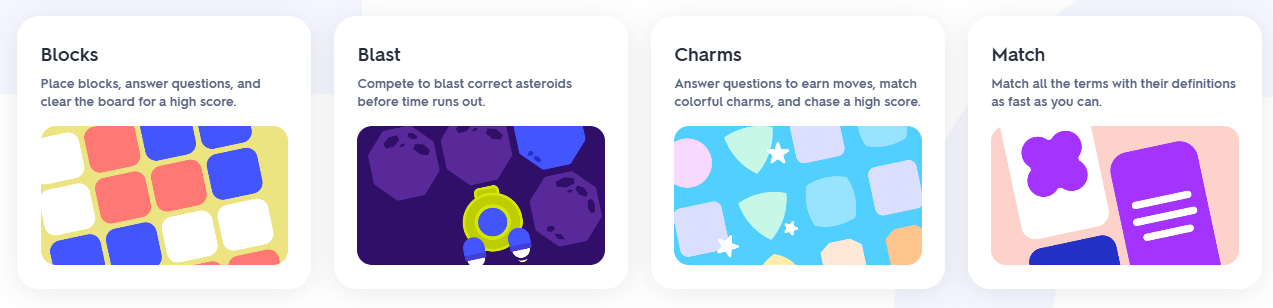 Blocks
Place blocks, answer questions, and
clear the board for a high score.
Blast
Compete to blast correct asteroids
before time runs out.
Charms
Answer questions to earn moves, match
colorful charms, and chase a high score.
Match
Match all the terms with their definitions
as fast as you can.